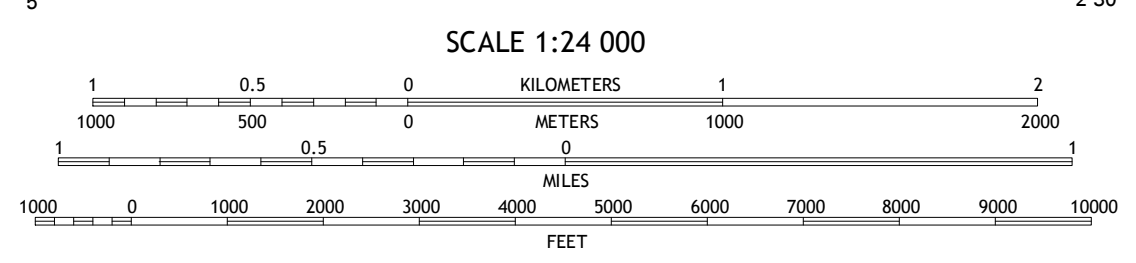 5 2 30
SCALE 1:24 000
1 0.5 0 KILOMETERS 1 2
1000 500 0 METERS 1000 2000
1 0.5 0 1
MILES
1000 0 1000 2000 3000 4000 5000 6000 7000 8000 9000 10000
FEET